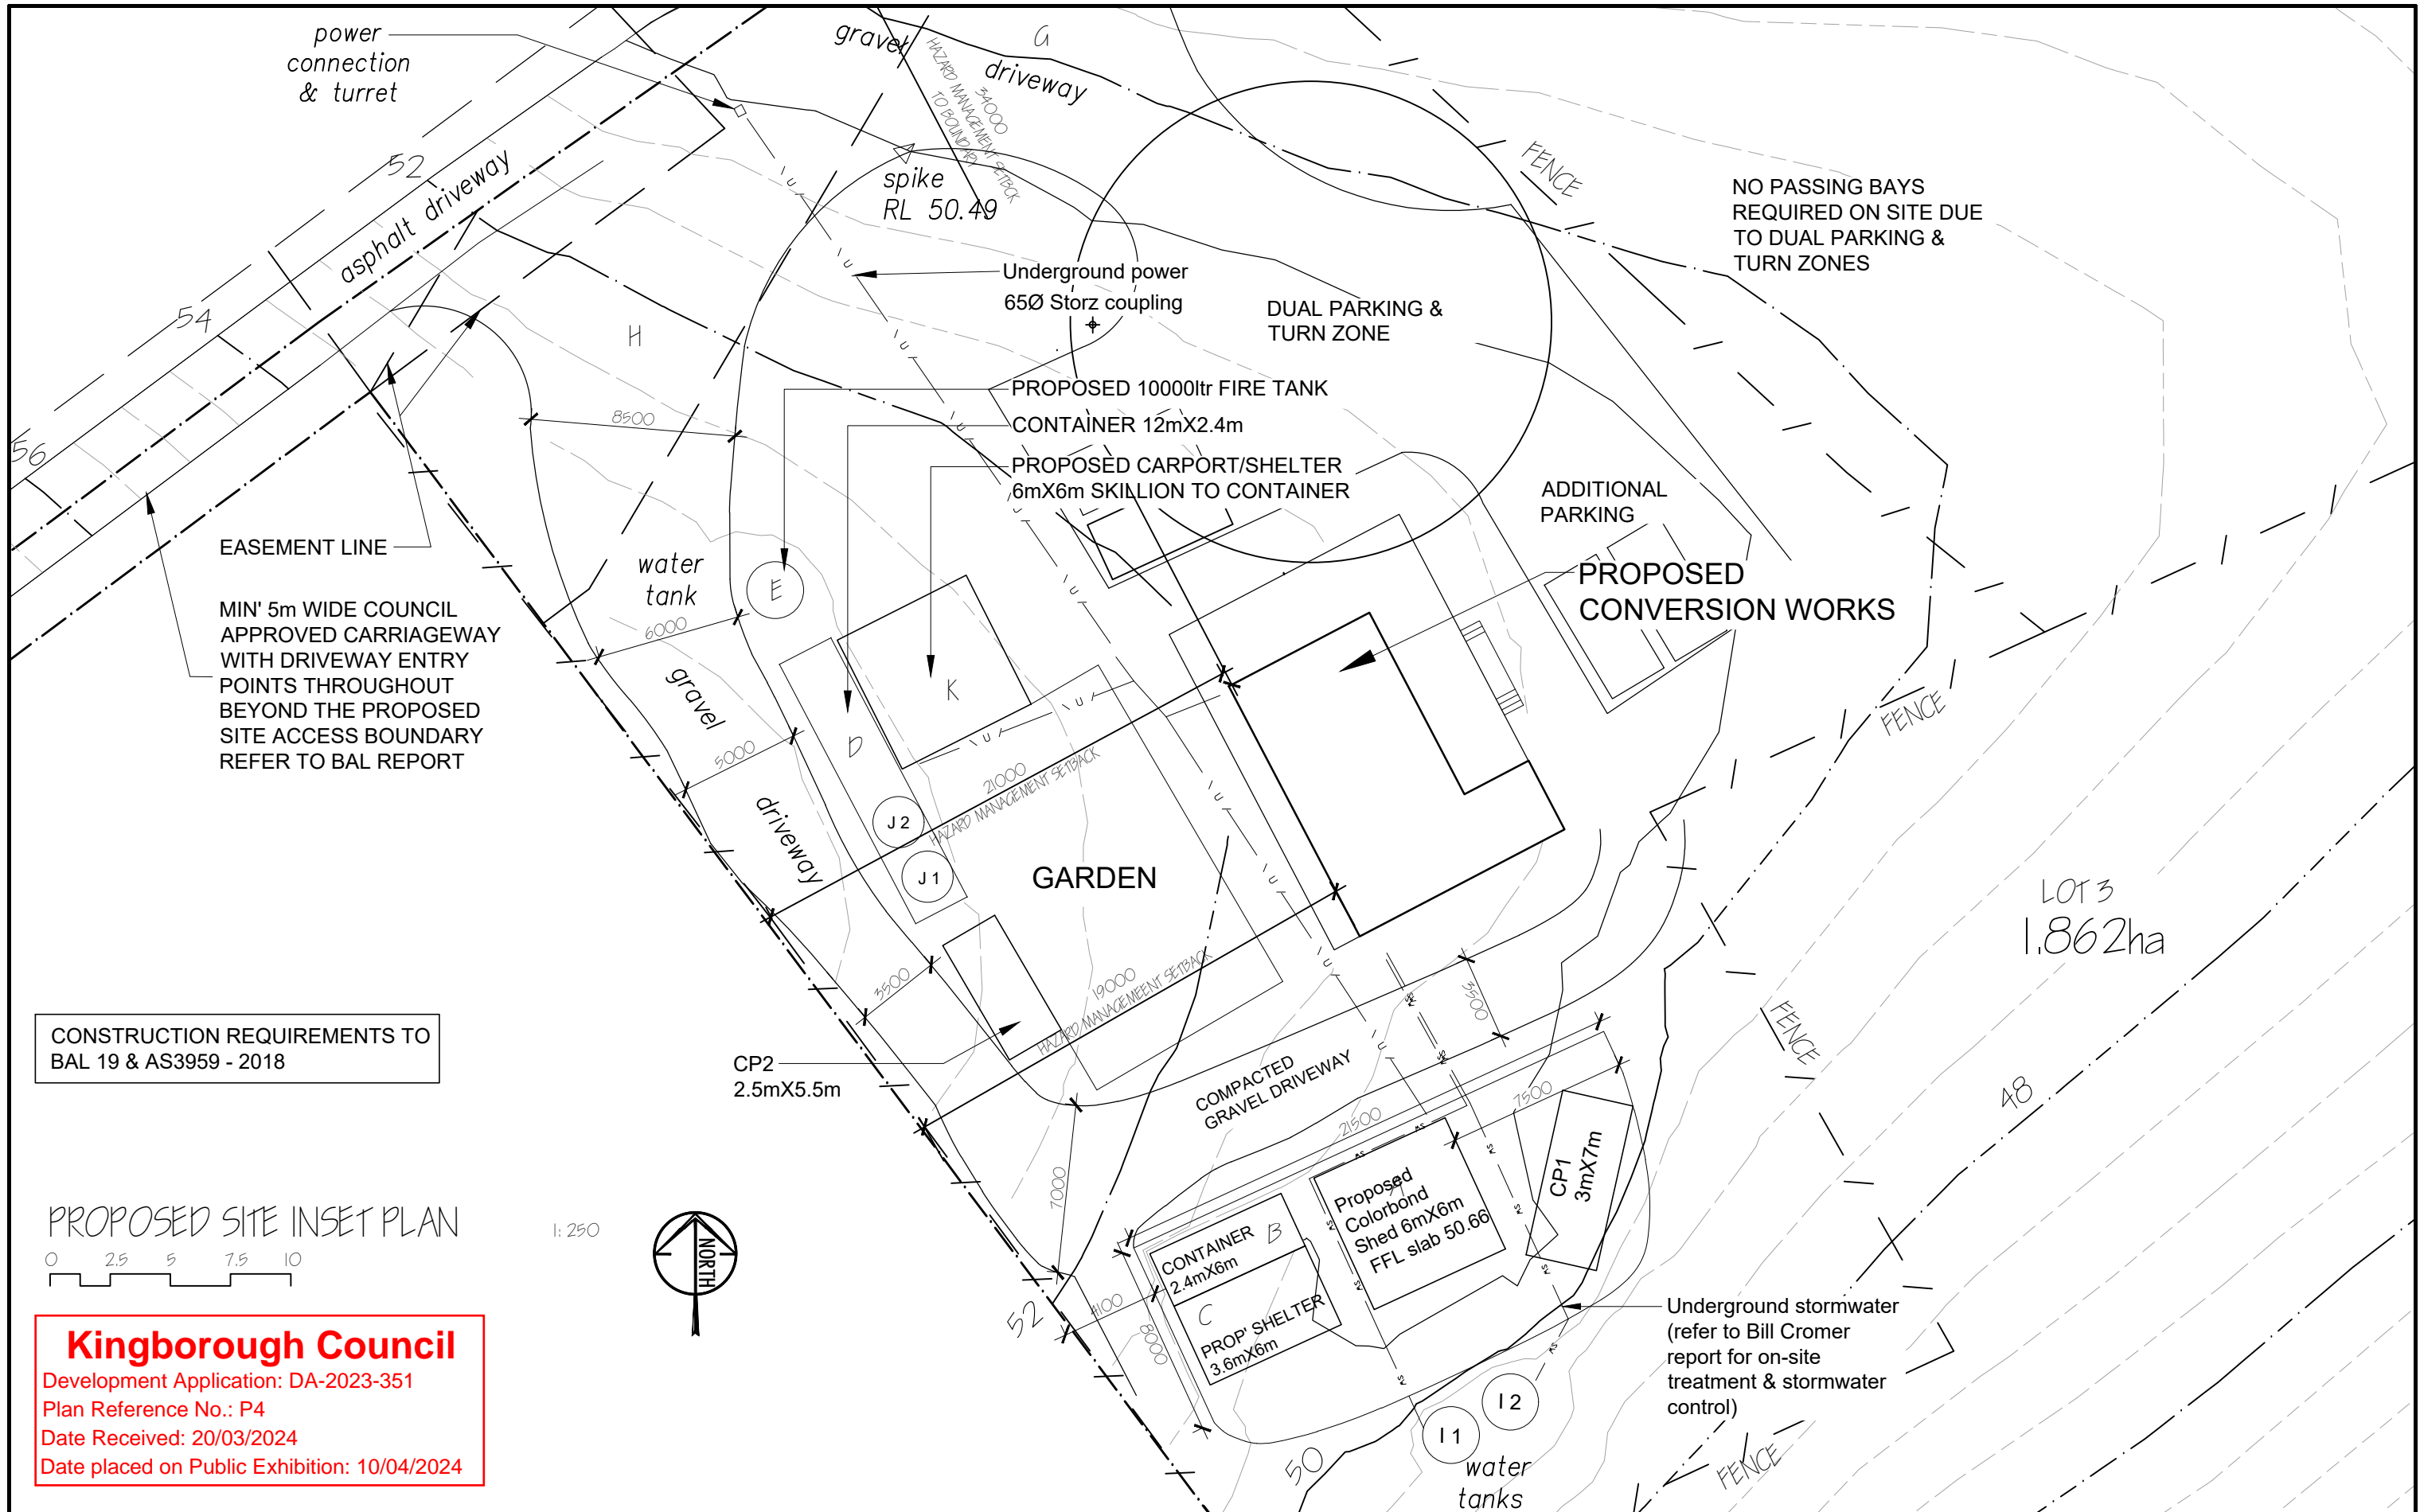 power
connection
& turret
gravel
G
driveway
34000
HAZARD MANAGEMENT SETBACK
TO BOUNDARY
spike
RL 50.49
FENCE
NO PASSING BAYS
REQUIRED ON SITE DUE
TO DUAL PARKING &
TURN ZONES
52
asphalt driveway
54
56
H
Underground power
65Ø Storz coupling
DUAL PARKING &
TURN ZONE
8500
PROPOSED 10000ltr FIRE TANK
CONTAINER 12mX2.4m
PROPOSED CARPORT/SHELTER
6mX6m SKILLION TO CONTAINER
ADDITIONAL
PARKING
EASEMENT LINE
water
tank
E
PROPOSED
CONVERSION WORKS
MIN' 5m WIDE COUNCIL
APPROVED CARRIAGEWAY
WITH DRIVEWAY ENTRY
POINTS THROUGHOUT
BEYOND THE PROPOSED
SITE ACCESS BOUNDARY
REFER TO BAL REPORT
6000
gravel
K
D
5000
FENCE
21000
HAZARD MANAGEMENT SETBACK
driveway
J 2
J 1
GARDEN
LOT 3
1.862ha
3500
19000
HAZARD MANAGEMEENT SETBACK
3500
FENCE
CONSTRUCTION REQUIREMENTS TO
BAL 19 & AS3959 - 2018
CP2
2.5mX5.5m
COMPACTED
GRAVEL DRIVEWAY
21500
7500
48
7000
CP1
3mX7m
Proposed
Colorbond
Shed 6mX6m
FFL slab 50.66
A
CONTAINER
2.4mX6m
B
C
PROP' SHELTER
3.6mX6m
4100
8000
52
PROPOSED SITE INSET PLAN
1: 250
0 2.5 5 7.5 10
NORTH
Kingborough Council
Development Application: DA-2023-351
Plan Reference No.: P4
Date Received: 20/03/2024
Date placed on Public Exhibition: 10/04/2024
Underground stormwater
(refer to Bill Cromer
report for on-site
treatment & stormwater
control)
I 2
I 1
50
water
tanks
FENCE